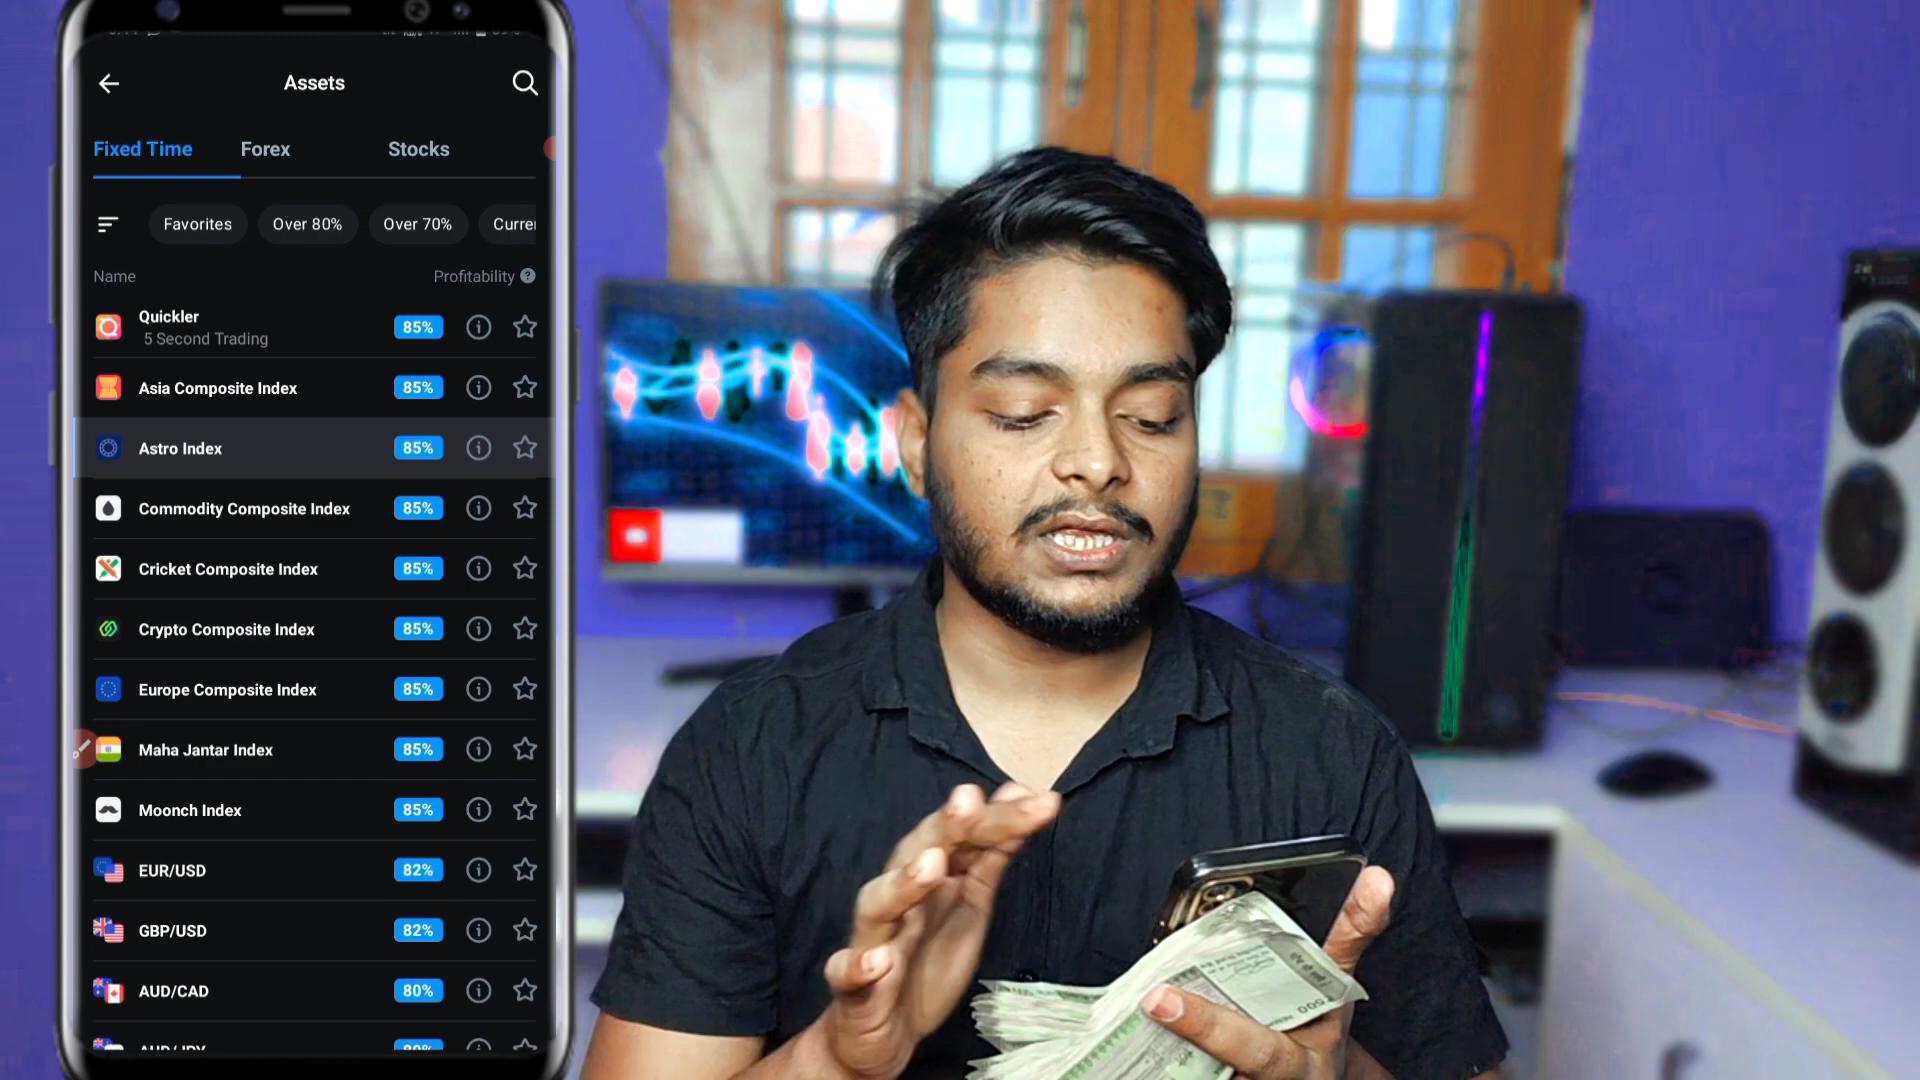 Assets
Fixed Time Forex Stocks
Favorites Over 80% Over 70%
Name Profitability
Quickler 85%
5 Second Trading
Asia Composite Index 85%
Astro Index 85%
Commodity Composite Index 85%
Cricket Composite Index 85%
Crypto Composite Index 85%
Europe Composite Index 85%
Maha Jantar Index 85%
Moonch Index 85%
EUR/USD 82%
GBP/USD 82%
AUD/CAD 80%
500